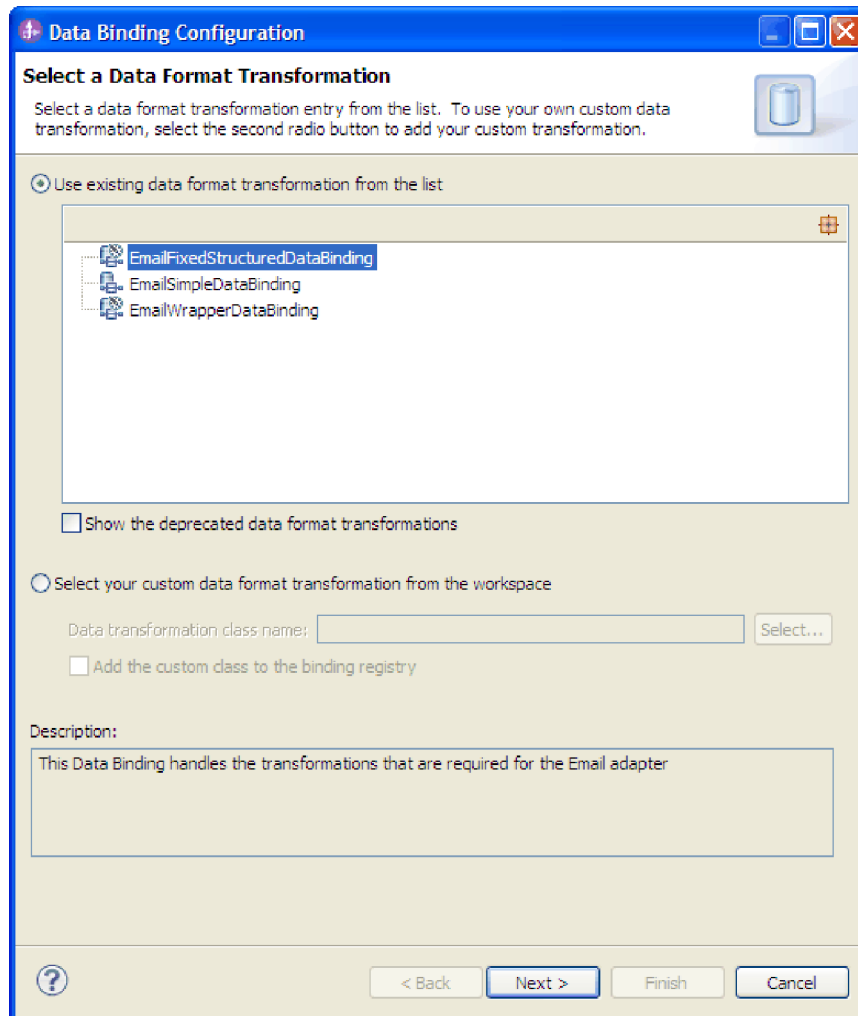 Data Binding Configuration
Select a Data Format Transformation
Select a data format transformation entry from the list. To use your own custom data
transformation, select the second radio button to add your custom transformation.
Use existing data format transformation from the list
EmailFixedStructuredDataBinding
EmailSimpleDataBinding
EmailWrapperDataBinding
Show the deprecated data format transformations
Select your custom data format transformation from the workspace
Data transformation class name: Select...
Add the custom class to the binding registry
Description:
This Data Binding handles the transformations that are required for the Email adapter
? < Back Next > Finish Cancel